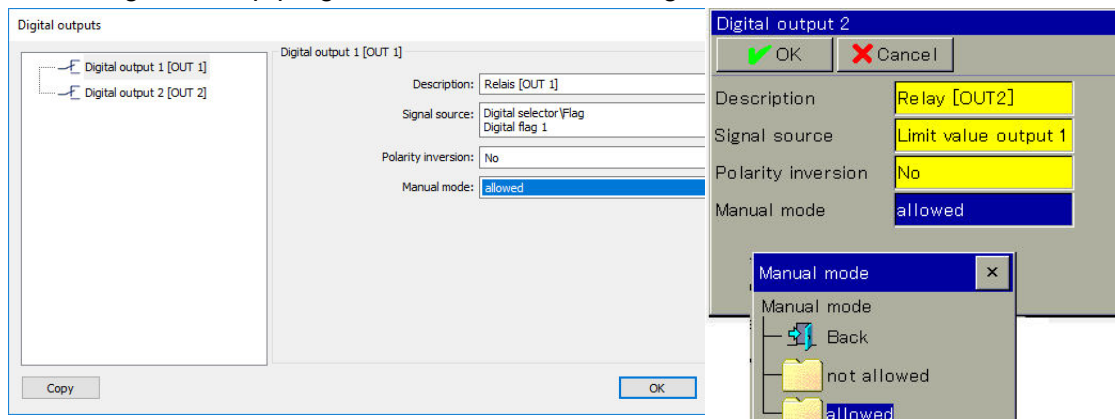 Digital outputs
Digital output 1 [OUT 1]
Digital output 2 [OUT 2]
Digital output 1 [OUT 1]
Description: Relais [OUT 1]
Signal source: Digital selector\Flag
Digital flag 1
Polarity inversion: No
Manual mode: allowed
Copy
OK
Digital output 2
OK Cancel
Description Relay [OUT2]
Signal source Limit value output 1
Polarity inversion No
Manual mode allowed
Manual mode
Manual mode
Back
not allowed
allowed